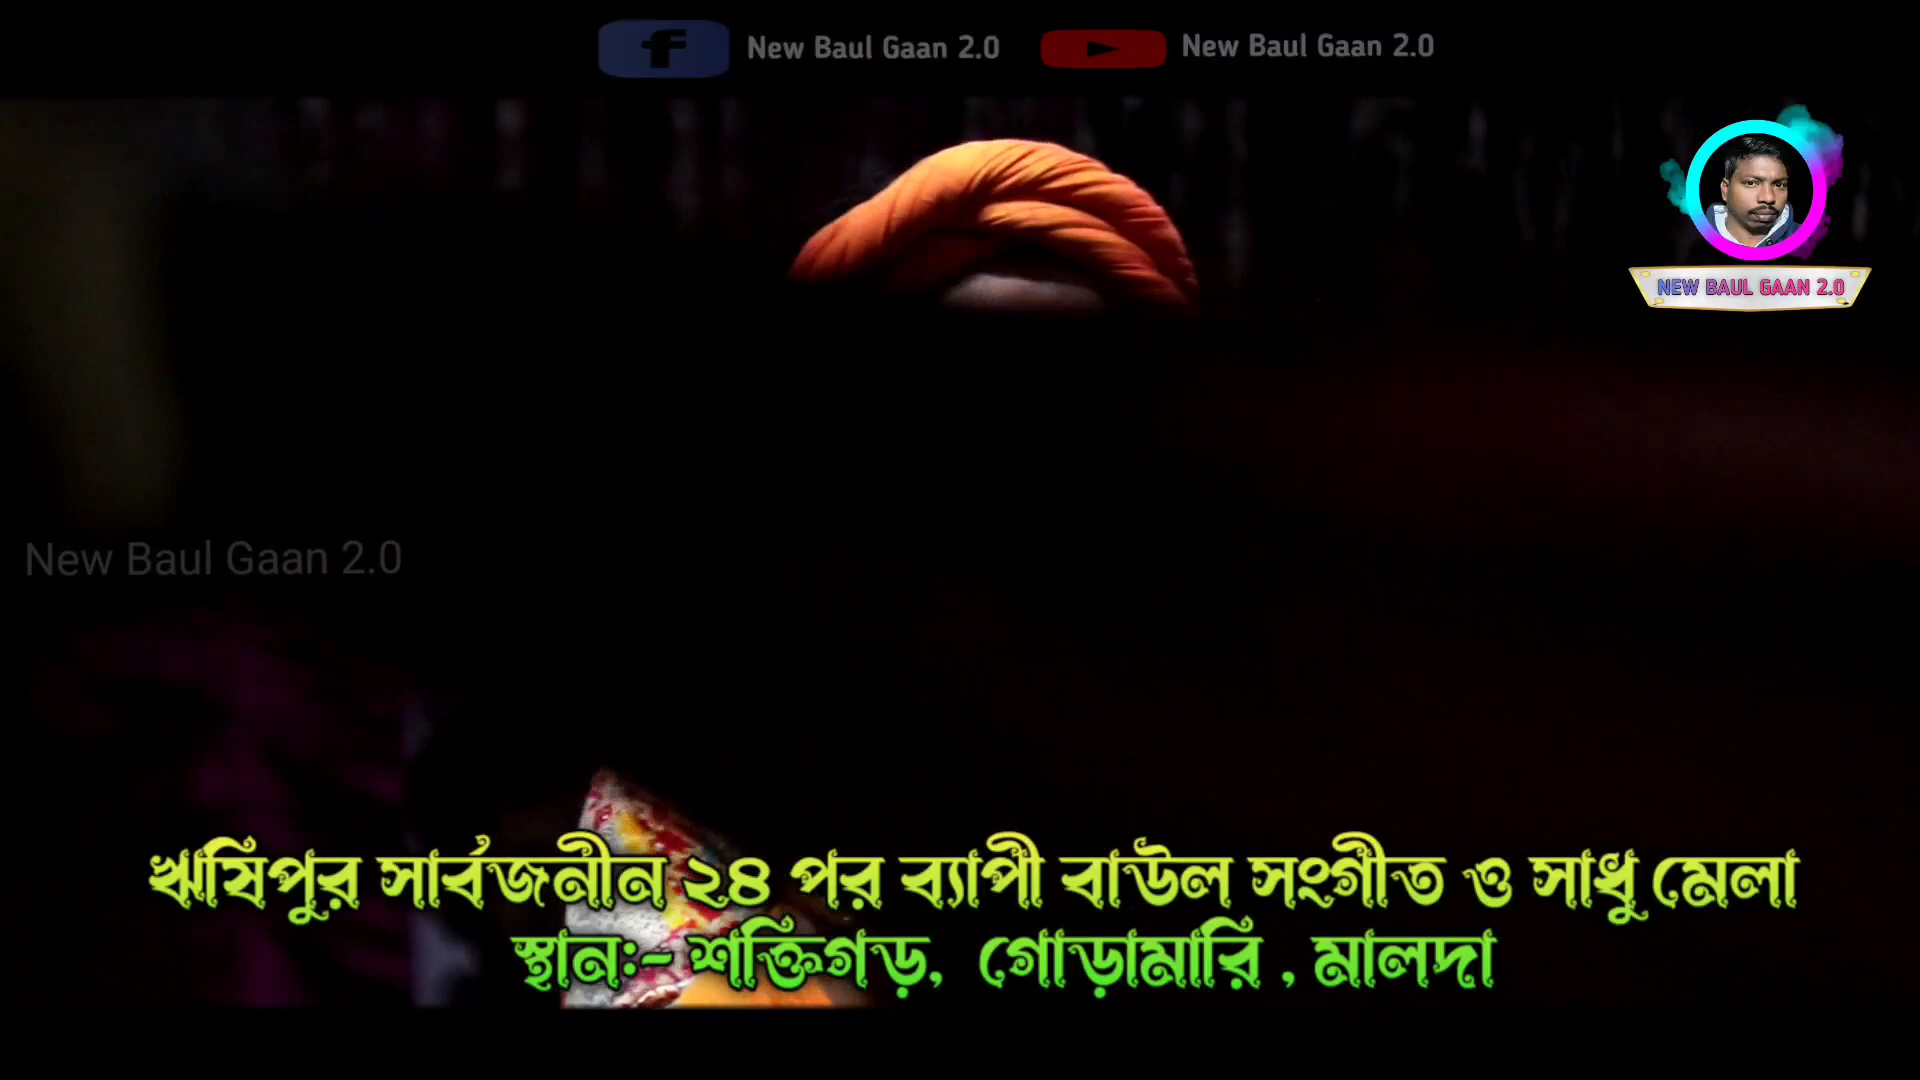 New Baul Gaan 2.0
New Baul Gaan 2.0
NEW BAUL GAAN 2.0
New Baul Gaan 2.0
ঋষিপুর সার্বজনীন ২৪ পর ব্যাপী বাউল সংগীত ও সাধু মেলা
স্থান:- শক্তিগড়, গোড়ামারি , মালদা